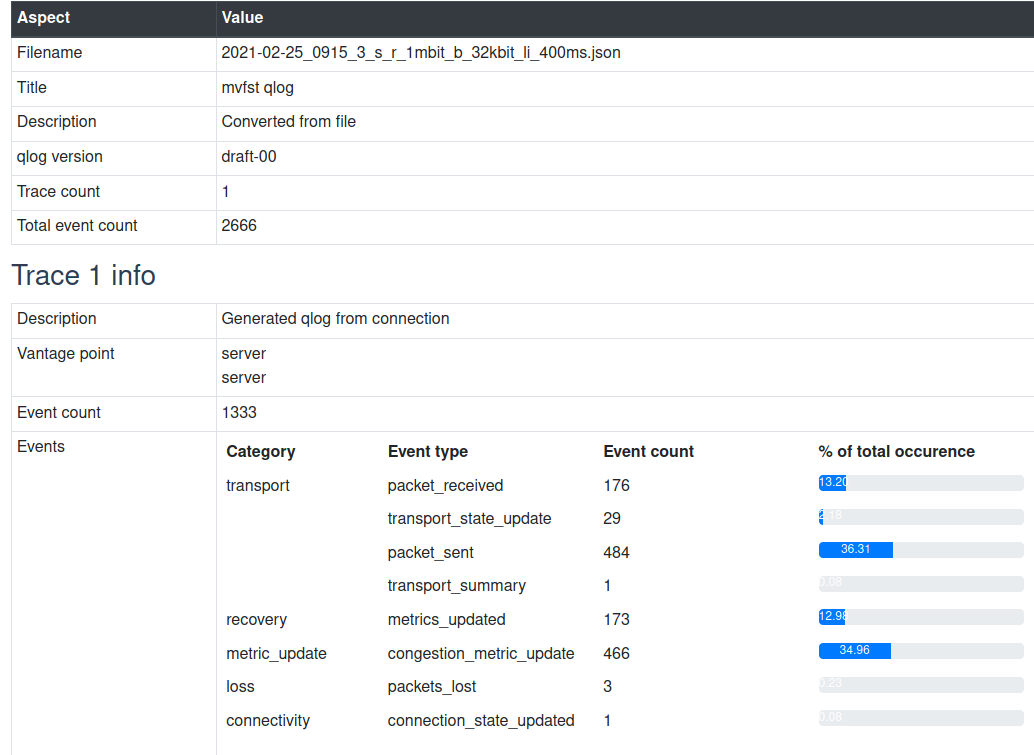 Aspect Value
Filename 2021-02-25_0915_3_s_r_1mbit_b_32kbit_li_400ms.json
Title mvfst qlog
Description Converted from file
qlog version draft-00
Trace count 1
Total event count 2666
Trace 1 info
Description Generated qlog from connection
Vantage point server
server
Event count 1333
Events Category Event type Event count % of total occurence
transport packet_received 176 13.20
transport_state_update 29 2.18
packet_sent 484 36.31
transport_summary 1 0.08
recovery metrics_updated 173 12.98
metric_update congestion_metric_update 466 34.96
loss packets_lost 3 0.23
connectivity connection_state_updated 1 0.08